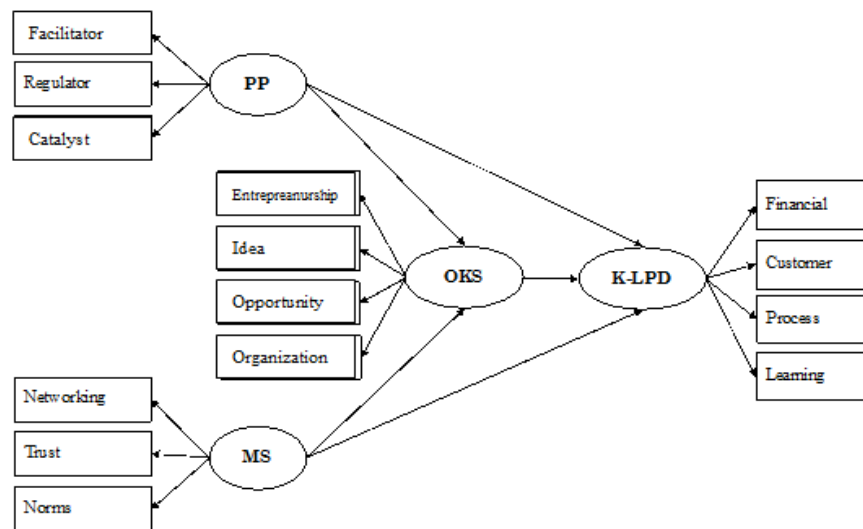 Facilitator
Regulator
Catalyst
PP
Entrepreanurship
Idea
Opportunity
Organization
OKS
K-LPD
Financial
Customer
Process
Learning
Networking
Trust
Norms
MS